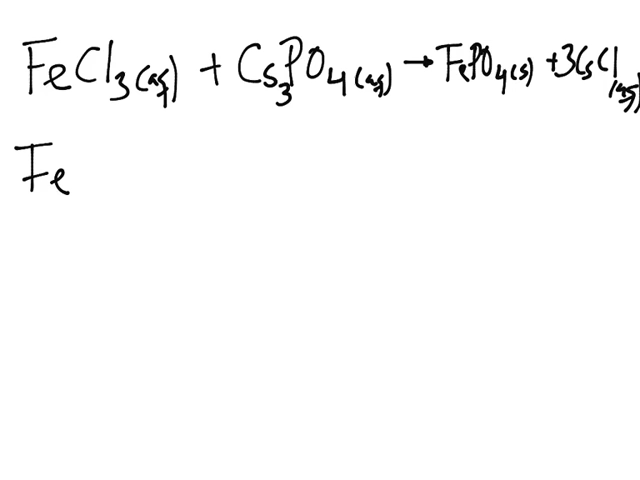 FeCl₃(aq) + Cs₃PO₄(aq) → FePO₄(s) + 3CsCl(aq)
Fe